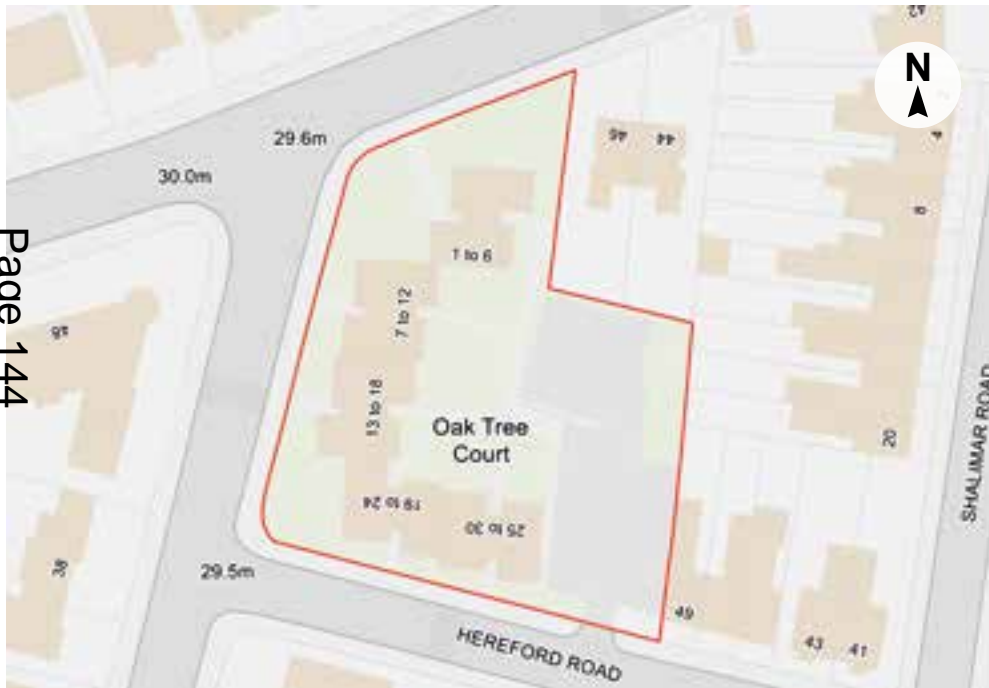 42
N
29.6m
46
44
4
30.0m
8
1 to 6
Page 144
7 to 12
13 to 18
Oak Tree
Court
20
SHALIMAR ROAD
19 to 24
25 to 30
38
29.5m
49
HEREFORD ROAD
43
41